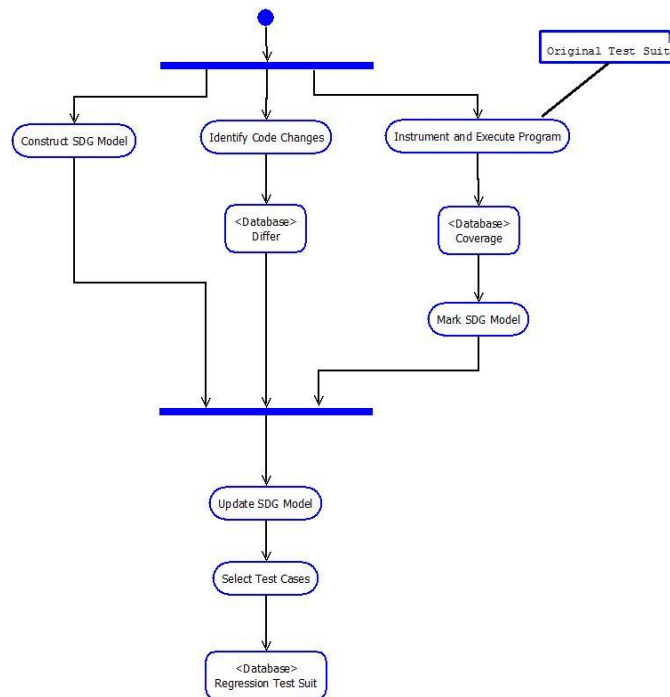 Original Test Suit
Construct SDG Model
Identify Code Changes
Instrument and Execute Program
<Database>
Differ
<Database>
Coverage
Mark SDG Model
Update SDG Model
Select Test Cases
<Database>
Regression Test Suit